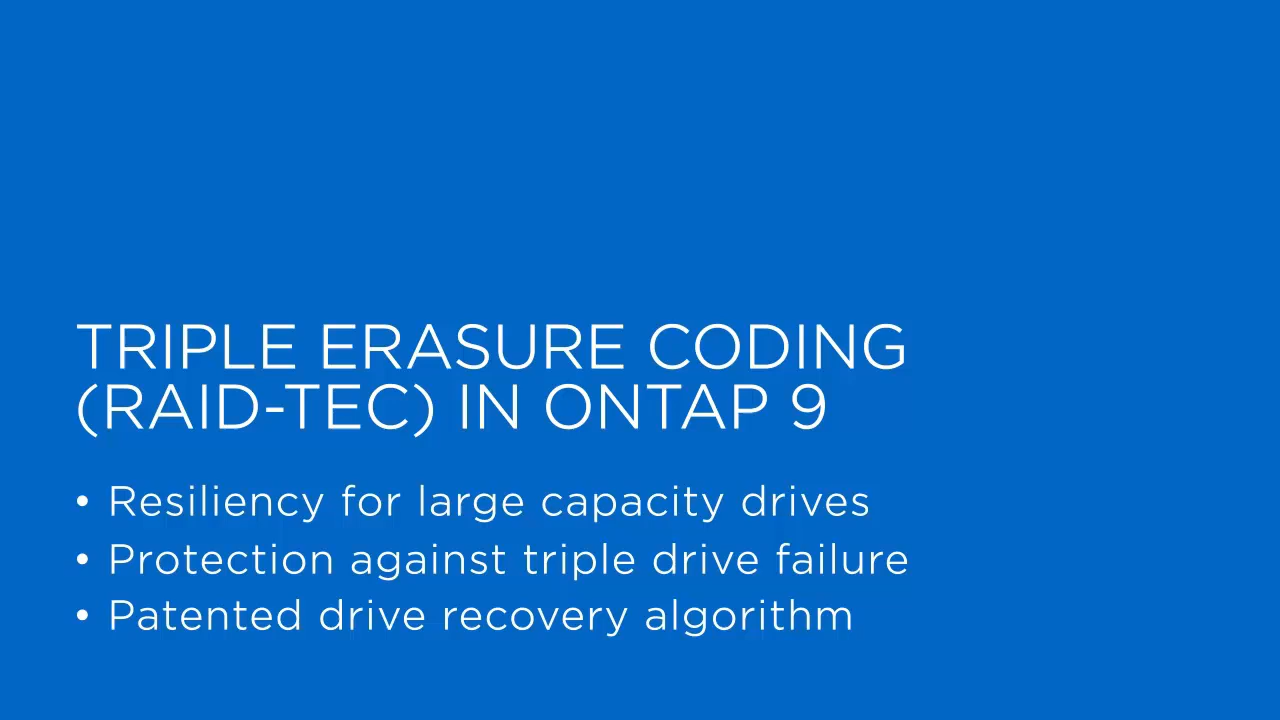 TRIPLE ERASURE CODING
(RAID-TEC) IN ONTAP 9
• Resiliency for large capacity drives
• Protection against triple drive failure
• Patented drive recovery algorithm